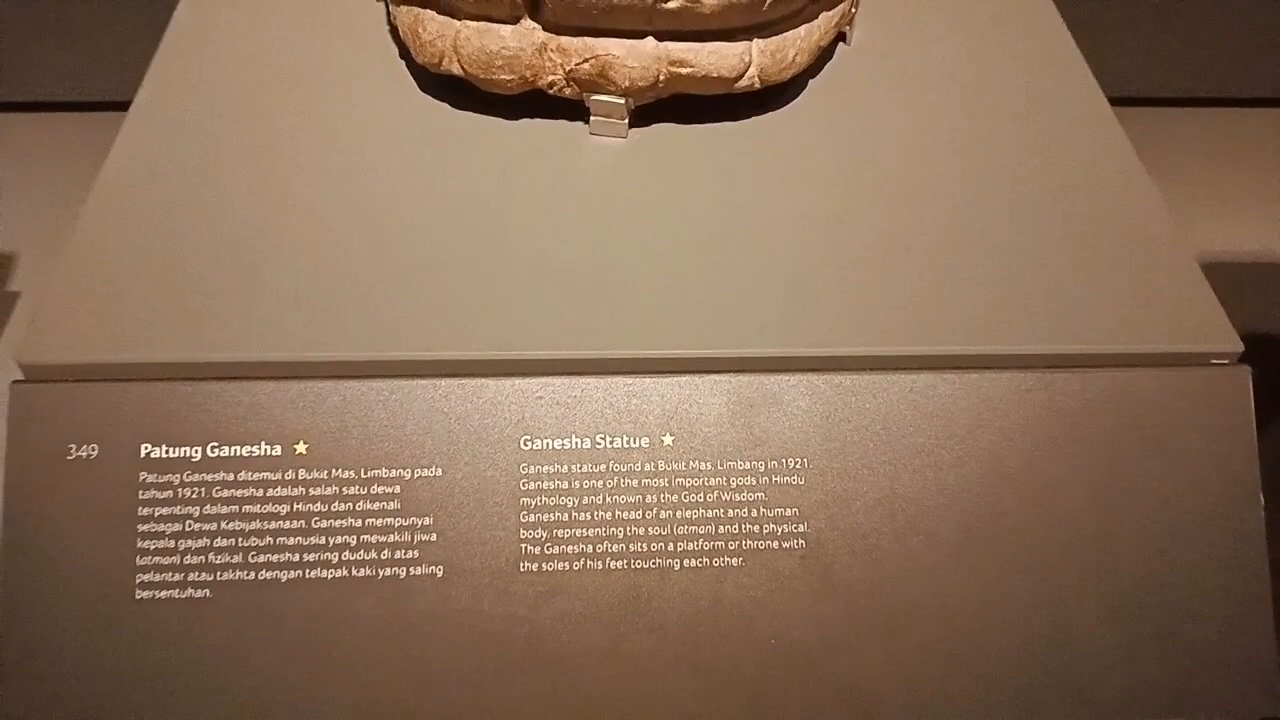 349
Patung Ganesha
Patung Ganesha ditemui di Bukit Mas, Limbang pada
tahun 1921. Ganesha adalah salah satu dewa
terpenting dalam mitologi Hindu dan dikenali
sebagai Dewa Kebijaksanaan. Ganesha mempunyai
kepala gajah dan tubuh manusia yang mewakili jiwa
(atman) dan fizikal. Ganesha sering duduk di atas
pelantar atau takhta dengan telapak kaki yang saling
bersentuhan.
Ganesha Statue
Ganesha statue found at Bukit Mas, Limbang in 1921.
Ganesha is one of the most important gods in Hindu
mythology and known as the God of Wisdom.
Ganesha has the head of an elephant and a human
body, representing the soul (atman) and the physical.
The Ganesha often sits on a platform or throne with
the soles of his feet touching each other.